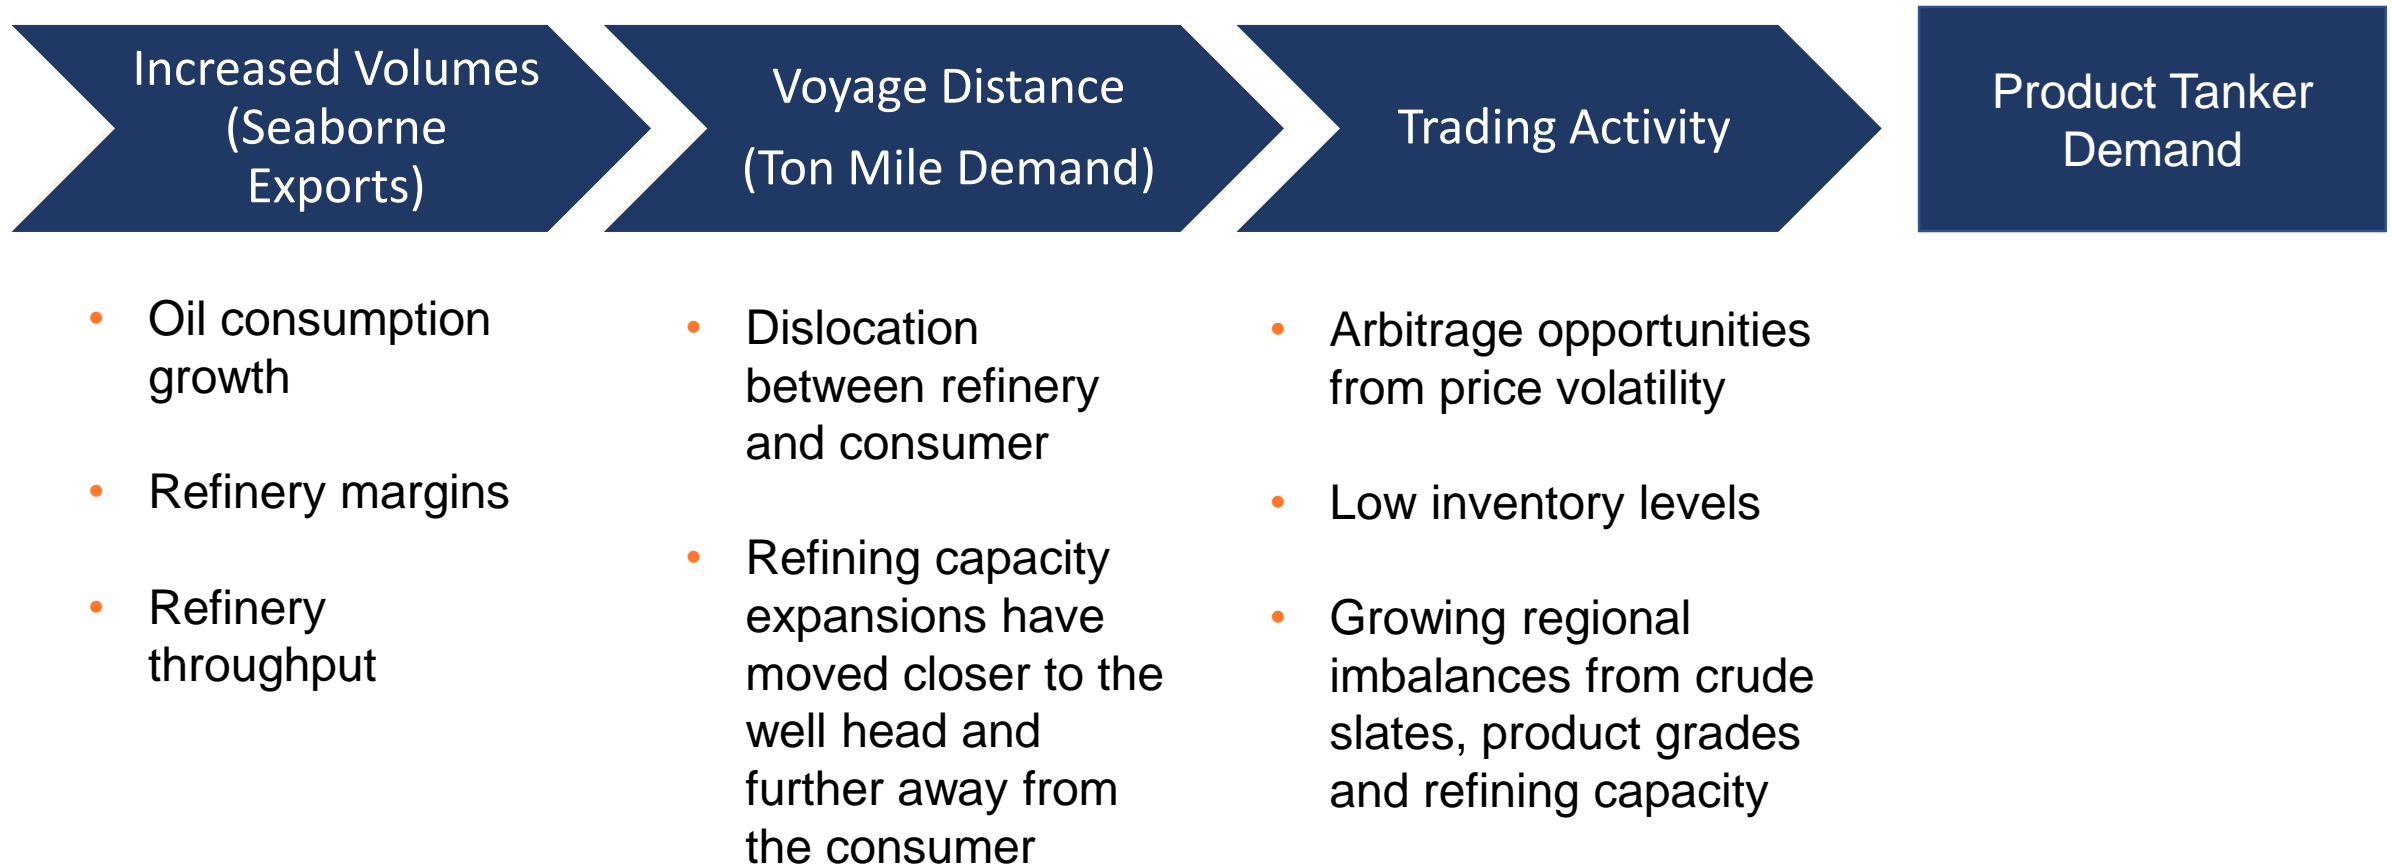 Increased Volumes
(Seaborne
Exports)
Voyage Distance
(Ton Mile Demand)
Trading Activity
Product Tanker
Demand
• Oil consumption
growth
• Refinery margins
• Refinery
throughput
• Dislocation
between refinery
and consumer
• Refining capacity
expansions have
moved closer to the
well head and
further away from
the consumer
• Arbitrage opportunities
from price volatility
• Low inventory levels
• Growing regional
imbalances from crude
slates, product grades
and refining capacity